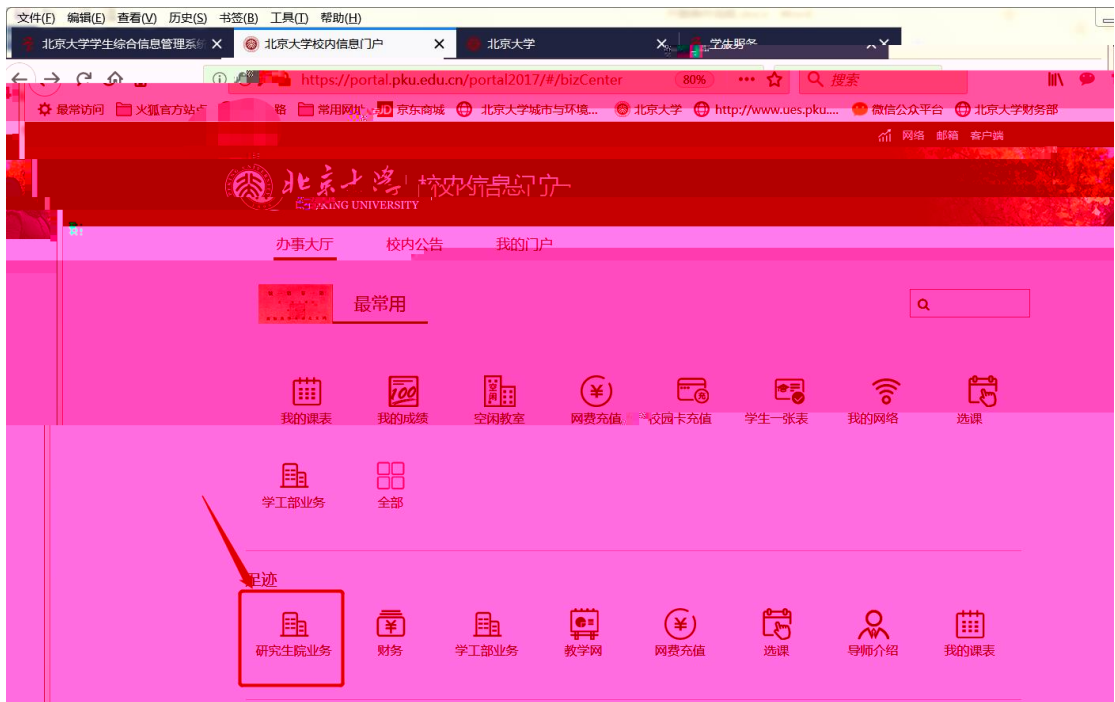 文件(F) 编辑(E) 查看(V) 历史(S) 书签(B) 工具(T) 帮助(H)
北京大学学生综合信息管理系统 北京大学校内信息门户 北京大学
https://portal.pku.edu.cn/portal2017/#/bizCenter 80% 搜索
最常访问 火狐官方站点 常用网址 JD 京东商城 北京大学城市与环境... 北京大学 http://www.ues.pku.... 微信公众平台 北京大学财务部
网络 邮箱 客户端
北京大学 校内信息门户
UNIVERSITY
办事大厅 校内公告 我的门户
最常用
我的课表 我的成绩 空闲教室 网费充值 校园卡充值 学生一张表 我的网络 选课
学工部业务 全部
足迹
研究生院业务 财务 学工部业务 教学网 网费充值 选课 导师介绍 我的课表